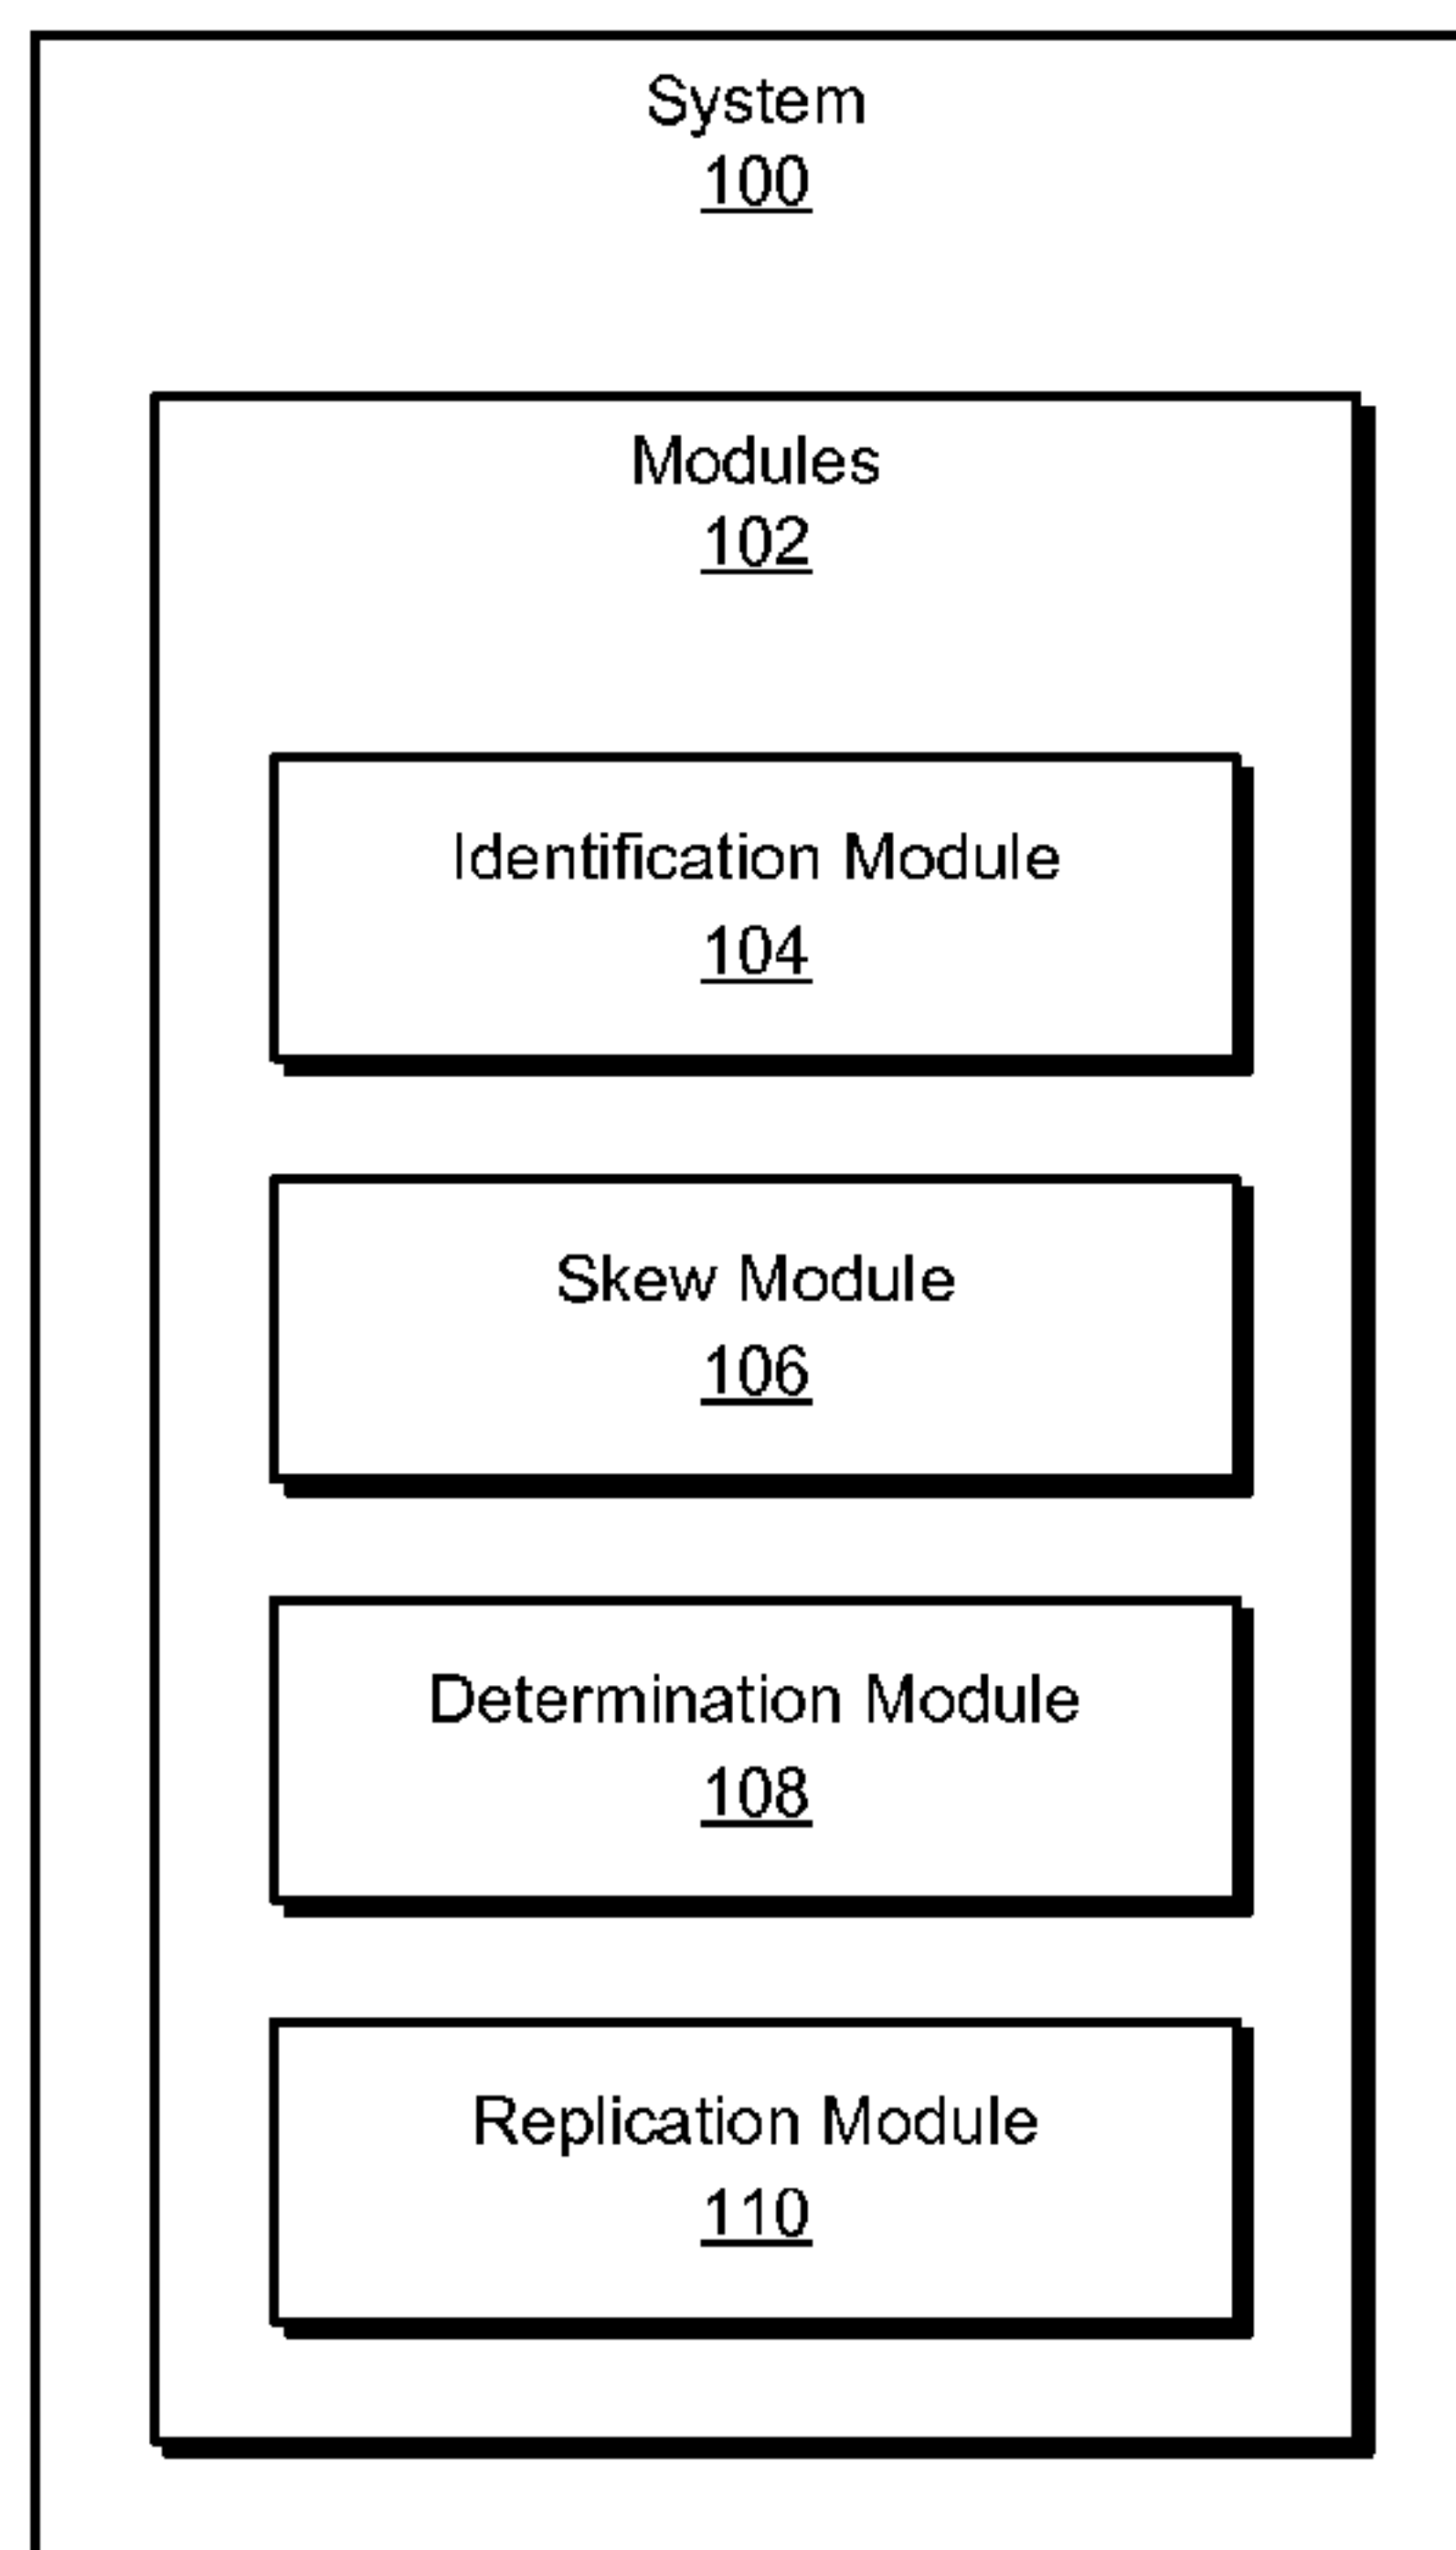 System
100
Modules
102
Identification Module
104
Skew Module
106
Determination Module
108
Replication Module
110